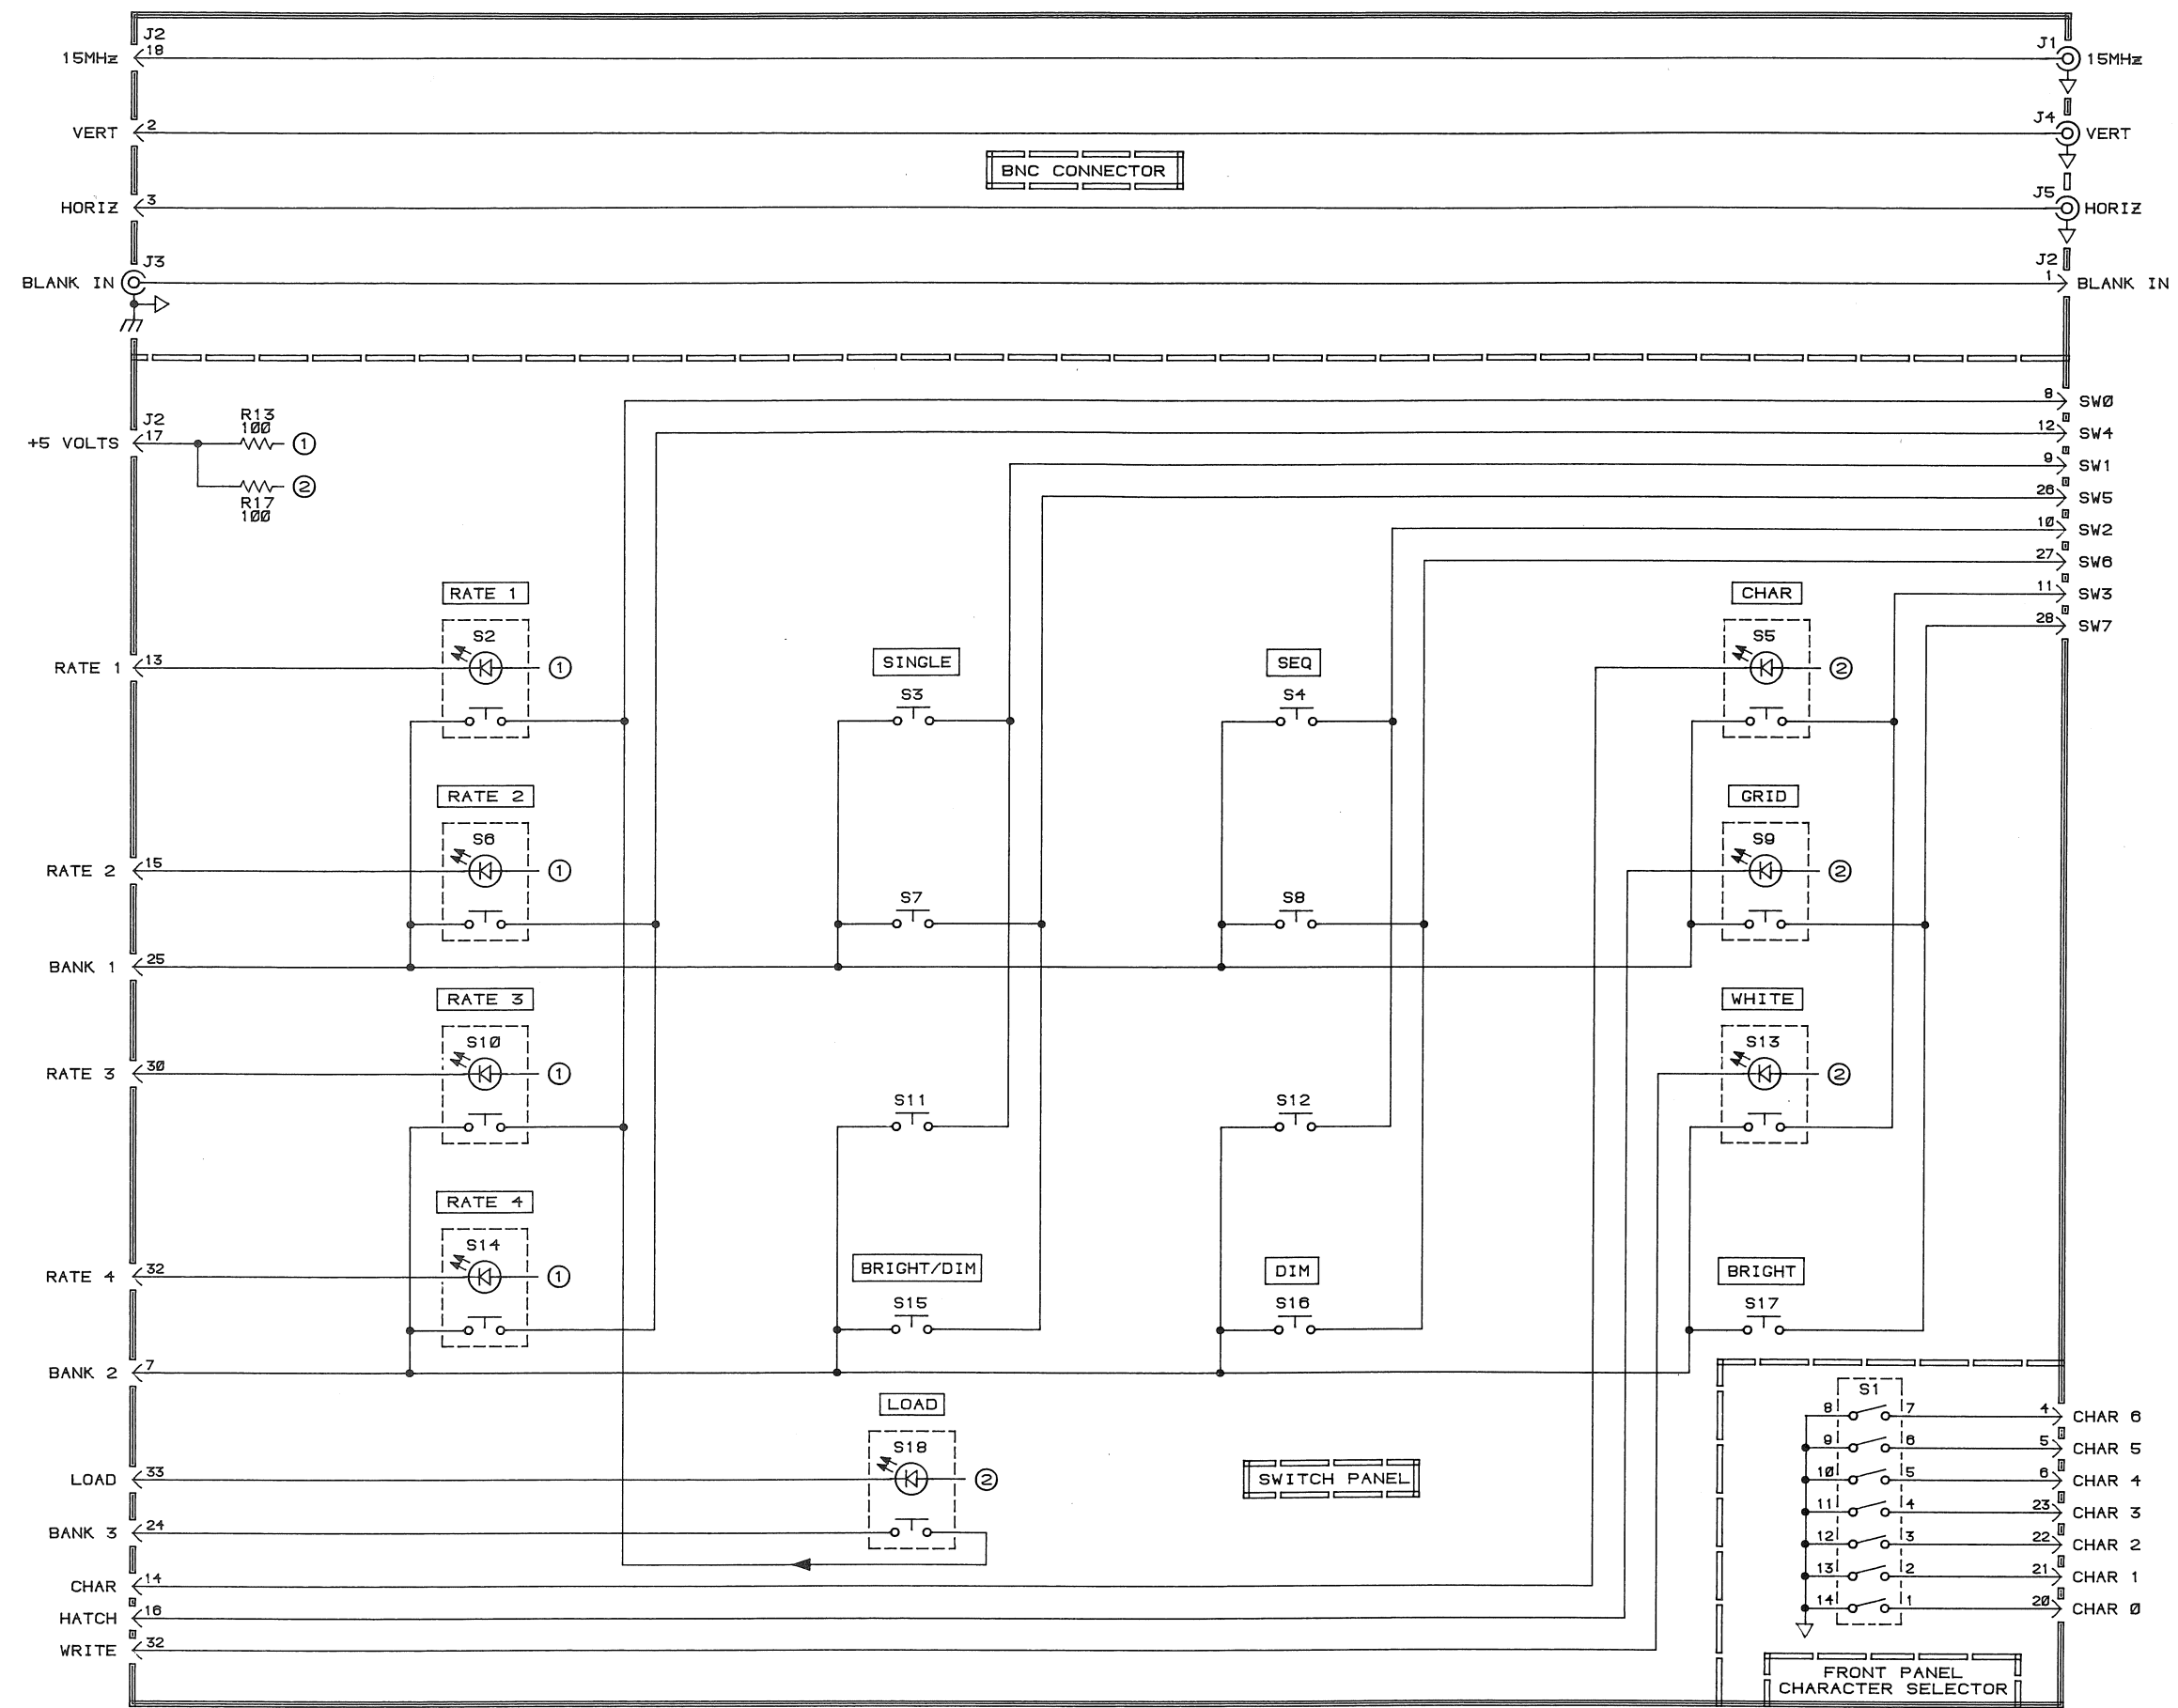 J2
18
15MHz
J1
15MHz
VERT
2
J4
VERT
BNC CONNECTOR
HORIZ
3
J5
HORIZ
J3
BLANK IN
J2
1
BLANK IN
8
SWØ
J2
R13
1ØØ
+5 VOLTS
17
1
12
SW4
9
SW1
2
R17
1ØØ
26
SW5
1Ø
SW2
27
SW6
RATE 1
CHAR
11
SW3
28
SW7
S2
S5
RATE 1
13
1
SINGLE
SEQ
2
S3
S4
RATE 2
GRID
S6
S9
RATE 2
15
1
2
S7
S8
BANK 1
25
RATE 3
WHITE
S1Ø
S13
RATE 3
3Ø
1
2
S11
S12
RATE 4
S14
RATE 4
32
1
BRIGHT/DIM
DIM
BRIGHT
S15
S16
S17
BANK 2
7
LOAD
S1
8
7
4
CHAR 6
S18
9
6
5
CHAR 5
LOAD
33
2
SWITCH PANEL
1Ø
5
6
CHAR 4
11
4
23
CHAR 3
BANK 3
24
12
3
22
CHAR 2
CHAR
14
13
2
21
CHAR 1
HATCH
16
14
1
2Ø
CHAR Ø
WRITE
32
FRONT PANEL
CHARACTER SELECTOR